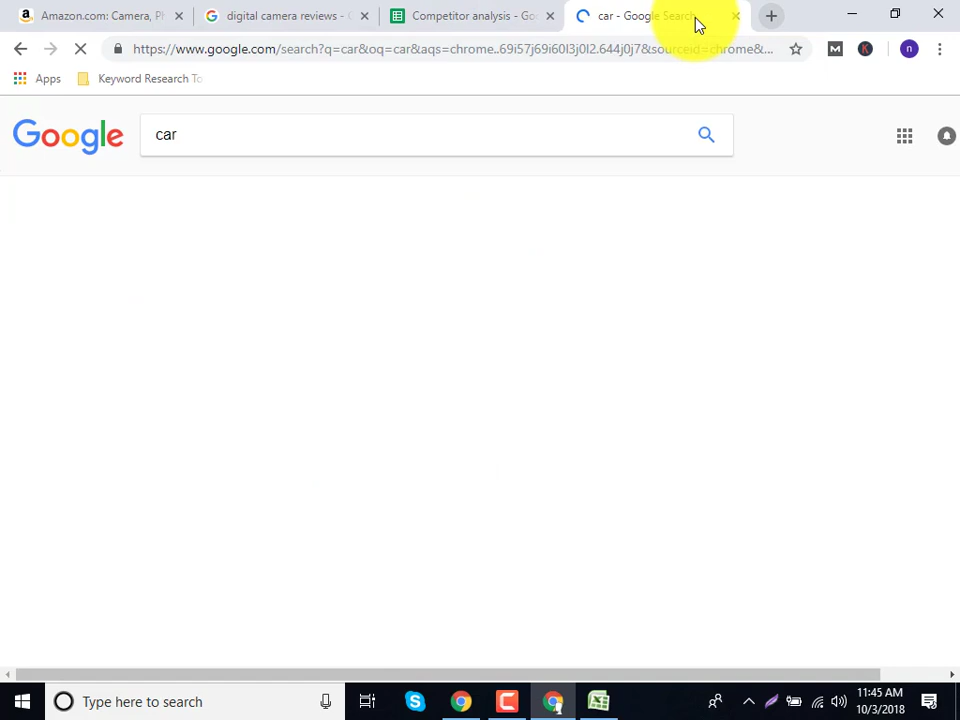 Amazon.com: Camera, Ph
digital camera reviews - G
Competitor analysis - Goo
car - Google Search
https://www.google.com/search?q=car&oq=car&aqs=chrome..69i57j69i60l3j0l2.644j0j7&sourceid=chrome&...
M
K
n
Apps
Keyword Research To
Google
car
Type here to search
11:45 AM
10/3/2018